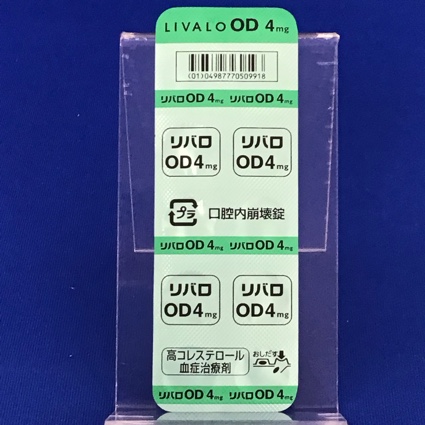 LIVALO OD 4mg
(01)04987770509918
リバロOD 4mg リバロOD 4mg
リバロ リバロ
OD4mg OD4mg
プラ 口腔内崩壊錠
リバロOD 4mg リバロOD 4mg
リバロ リバロ
OD4mg OD4mg
高コレステロール おしだす
血症治療剤
リバロOD 4mg リバロOD 4mg